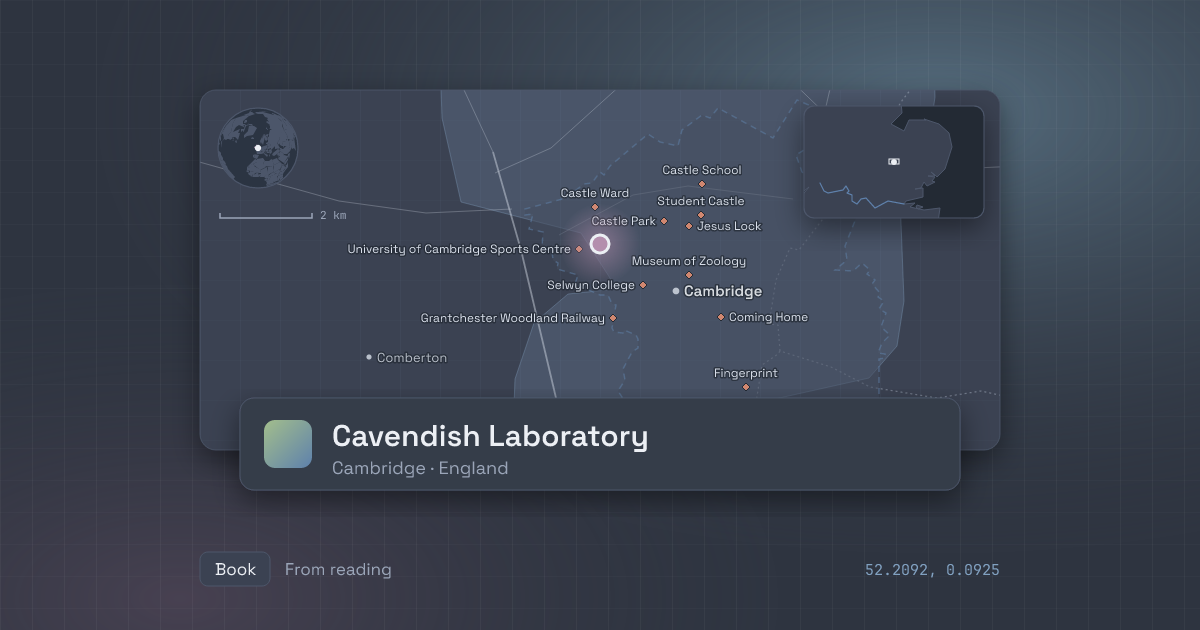 Castle School
Castle Ward
Student Castle
2 km
Castle Park
Jesus Lock
University of Cambridge Sports Centre
Museum of Zoology
Selwyn College
Cambridge
Grantchester Woodland Railway
Coming Home
Comberton
Fingerprint
Cavendish Laboratory
Cambridge · England
Book
From reading
52.2092, 0.0925